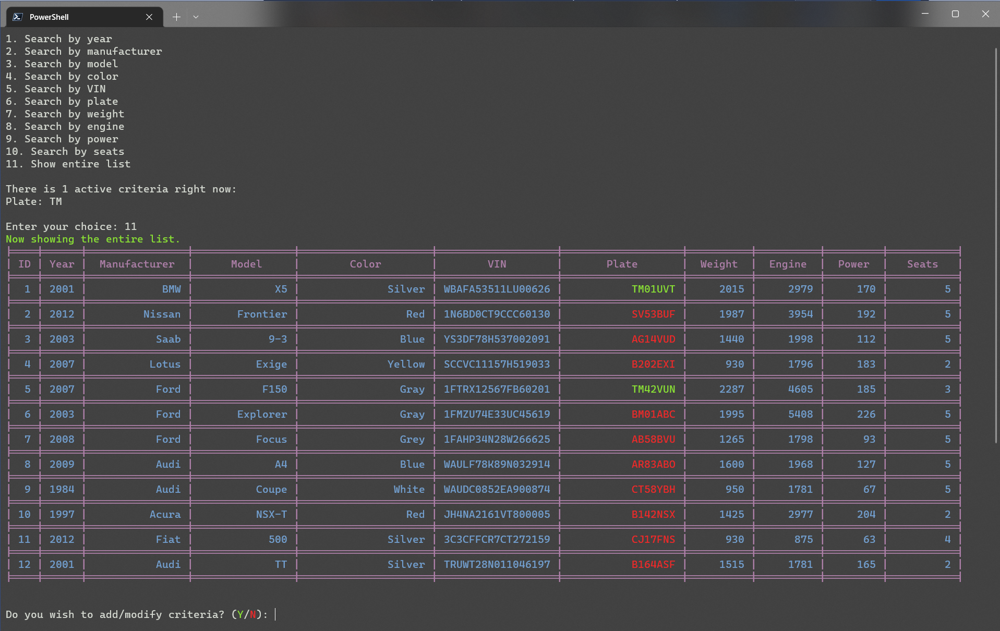 PowerShell
1. Search by year
2. Search by manufacturer
3. Search by model
4. Search by color
5. Search by VIN
6. Search by plate
7. Search by weight
8. Search by engine
9. Search by power
10. Search by seats
11. Show entire list
There is 1 active criteria right now:
Plate: TM
Enter your choice: 11
Now showing the entire list.
ID Year Manufacturer Model Color VIN Plate Weight Engine Power Seats
1 2001 BMW X5 Silver WBAFA53511LU00626 TM01UVT 2015 2979 170 5
2 2012 Nissan Frontier Red 1N6BD0CT9CCC60130 SV53BUF 1987 3954 192 5
3 2003 Saab 9-3 Blue YS3DF78H537002091 AG14VUD 1440 1998 112 5
4 2007 Lotus Exige Yellow SCCVC11157H519033 B202EXI 930 1796 183 2
5 2007 Ford F150 Gray 1FTRX12567FB60201 TM42VUN 2287 4605 185 3
6 2003 Ford Explorer Gray 1FMZU74E33UC45619 BM01ABC 1995 5408 226 5
7 2008 Ford Focus Grey 1FAHP34N28W266625 AB58BVU 1265 1798 93 5
8 2009 Audi A4 Blue WAULF78K89N032914 AR83ABO 1600 1968 127 5
9 1984 Audi Coupe White WAUDC0852EA900874 CT58YBH 950 1781 67 5
10 1997 Acura NSX-T Red JH4NA2161VT800005 B142NSX 1425 2977 204 2
11 2012 Fiat 500 Silver 3C3CFFCR7CT272159 CJ17FNS 930 875 63 4
12 2001 Audi TT Silver TRUWT28N011046197 B164ASF 1515 1781 165 2
Do you wish to add/modify criteria? (Y/N):